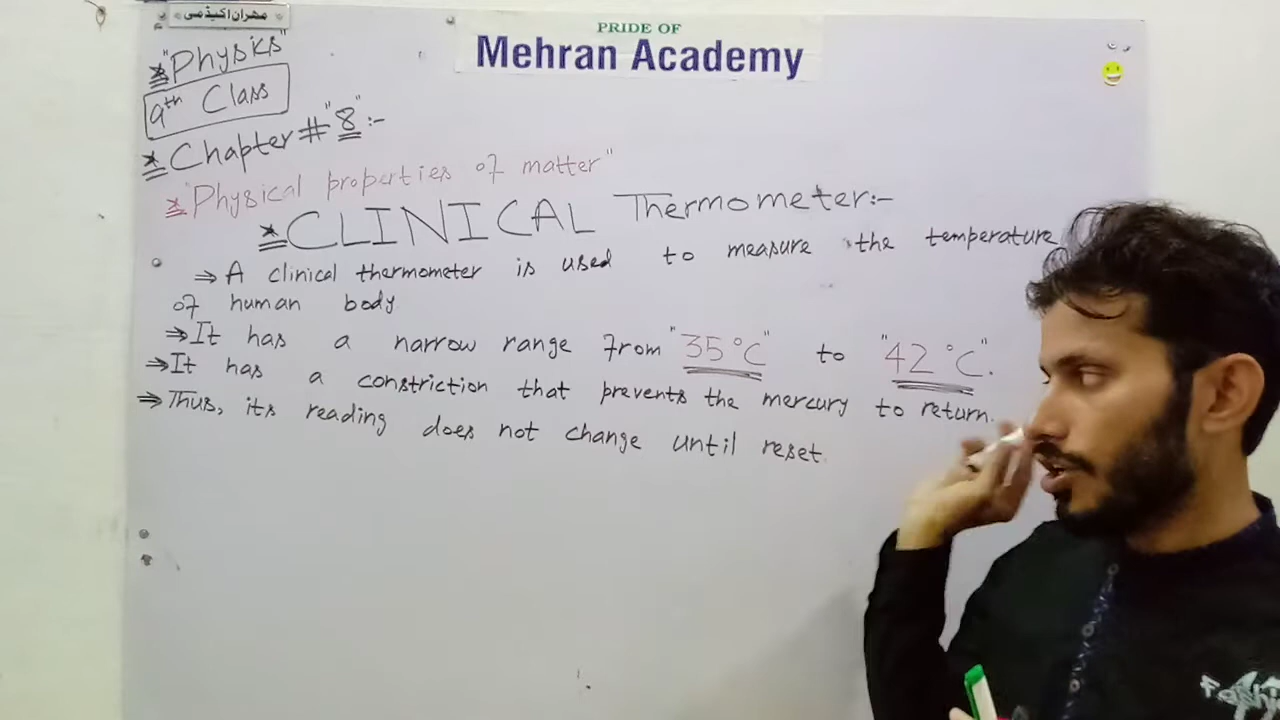 مہران اکیڈمی
PRIDE OF
Mehran Academy
"Physics"
9th Class
Chapter # "8":-
"Physical properties of matter"
CLINICAL Thermometer:-
⇒ A clinical thermometer is used to measure the temperature
of human body
⇒ It has a narrow range from "35°C" to "42°C".
⇒ It has a constriction that prevents the mercury to return.
⇒ Thus, its reading does not change until reset.